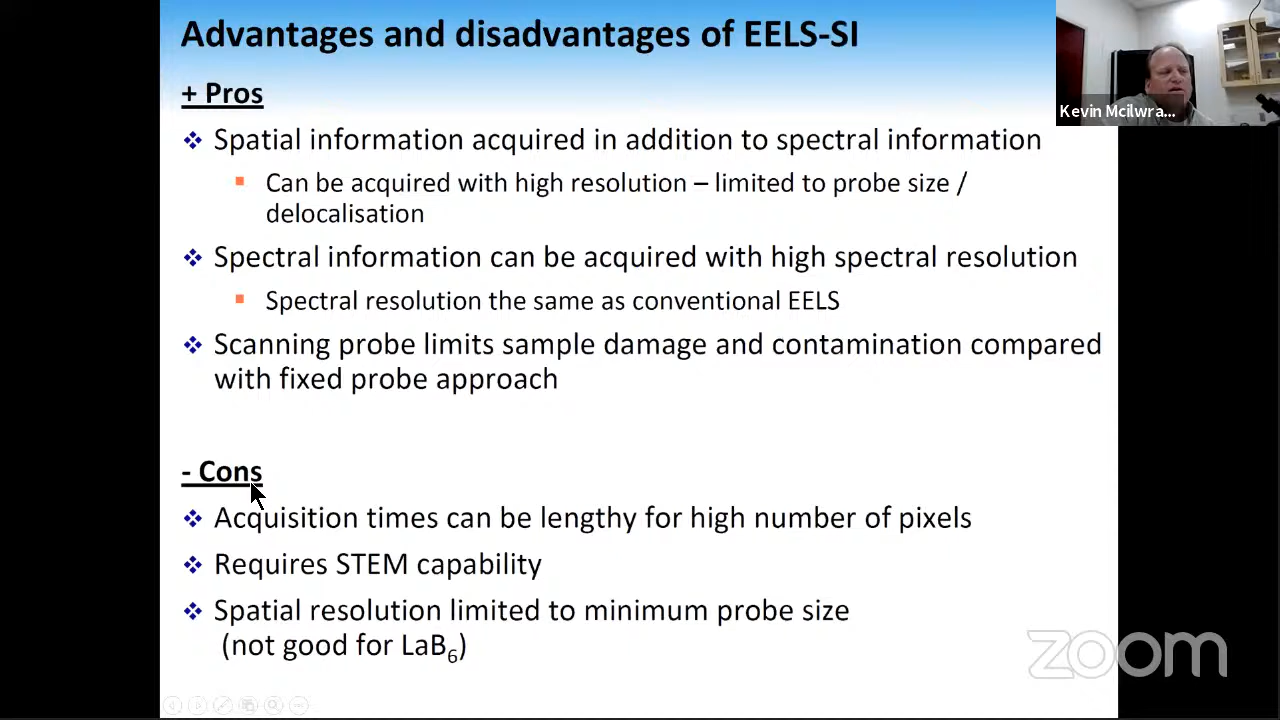 Advantages and disadvantages of EELS-SI
Kevin Mcilwra...
+ Pros
Spatial information acquired in addition to spectral information
Can be acquired with high resolution – limited to probe size /
delocalisation
Spectral information can be acquired with high spectral resolution
Spectral resolution the same as conventional EELS
Scanning probe limits sample damage and contamination compared
with fixed probe approach
- Cons
Acquisition times can be lengthy for high number of pixels
Requires STEM capability
Spatial resolution limited to minimum probe size
(not good for LaB₆)
zoom